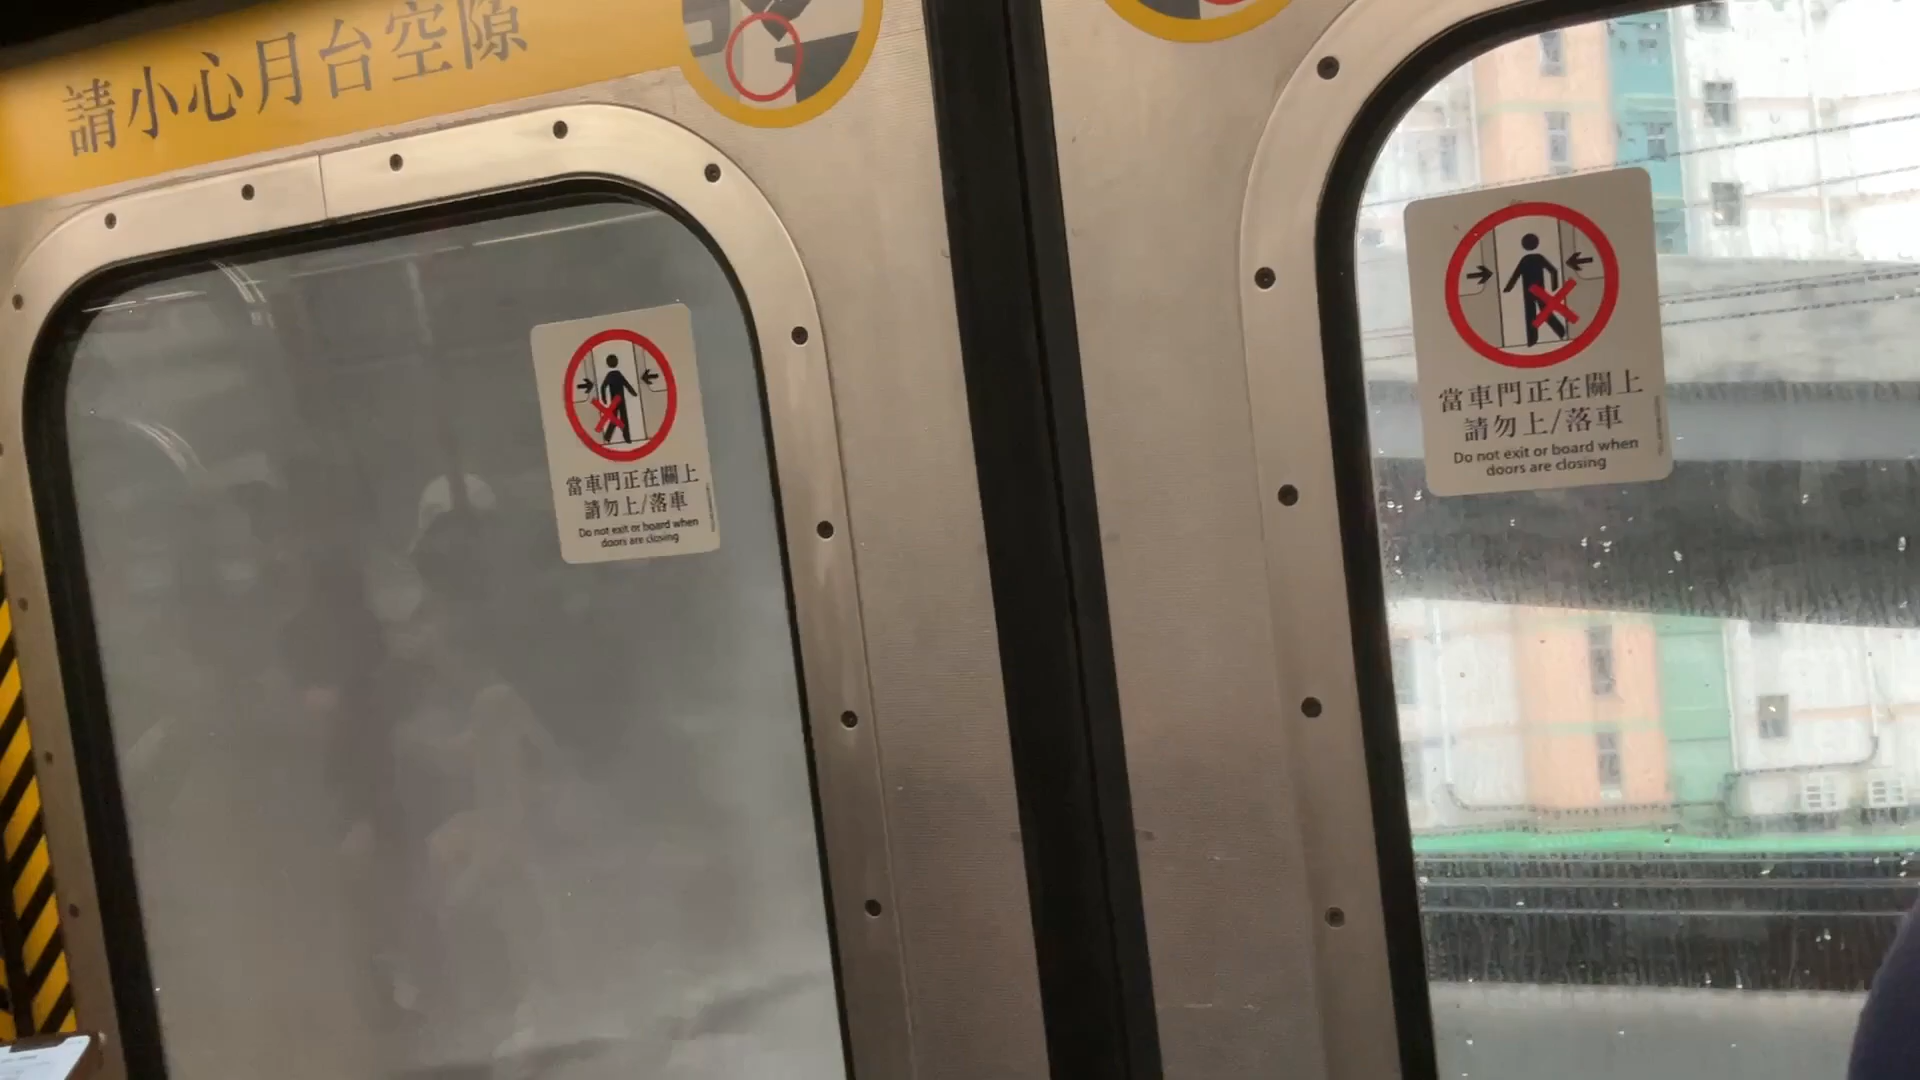 請小心月台空隙
當車門正在關上
請勿上/落車
Do not exit or board when
doors are closing
當車門正在關上
請勿上/落車
Do not exit or board when
doors are closing